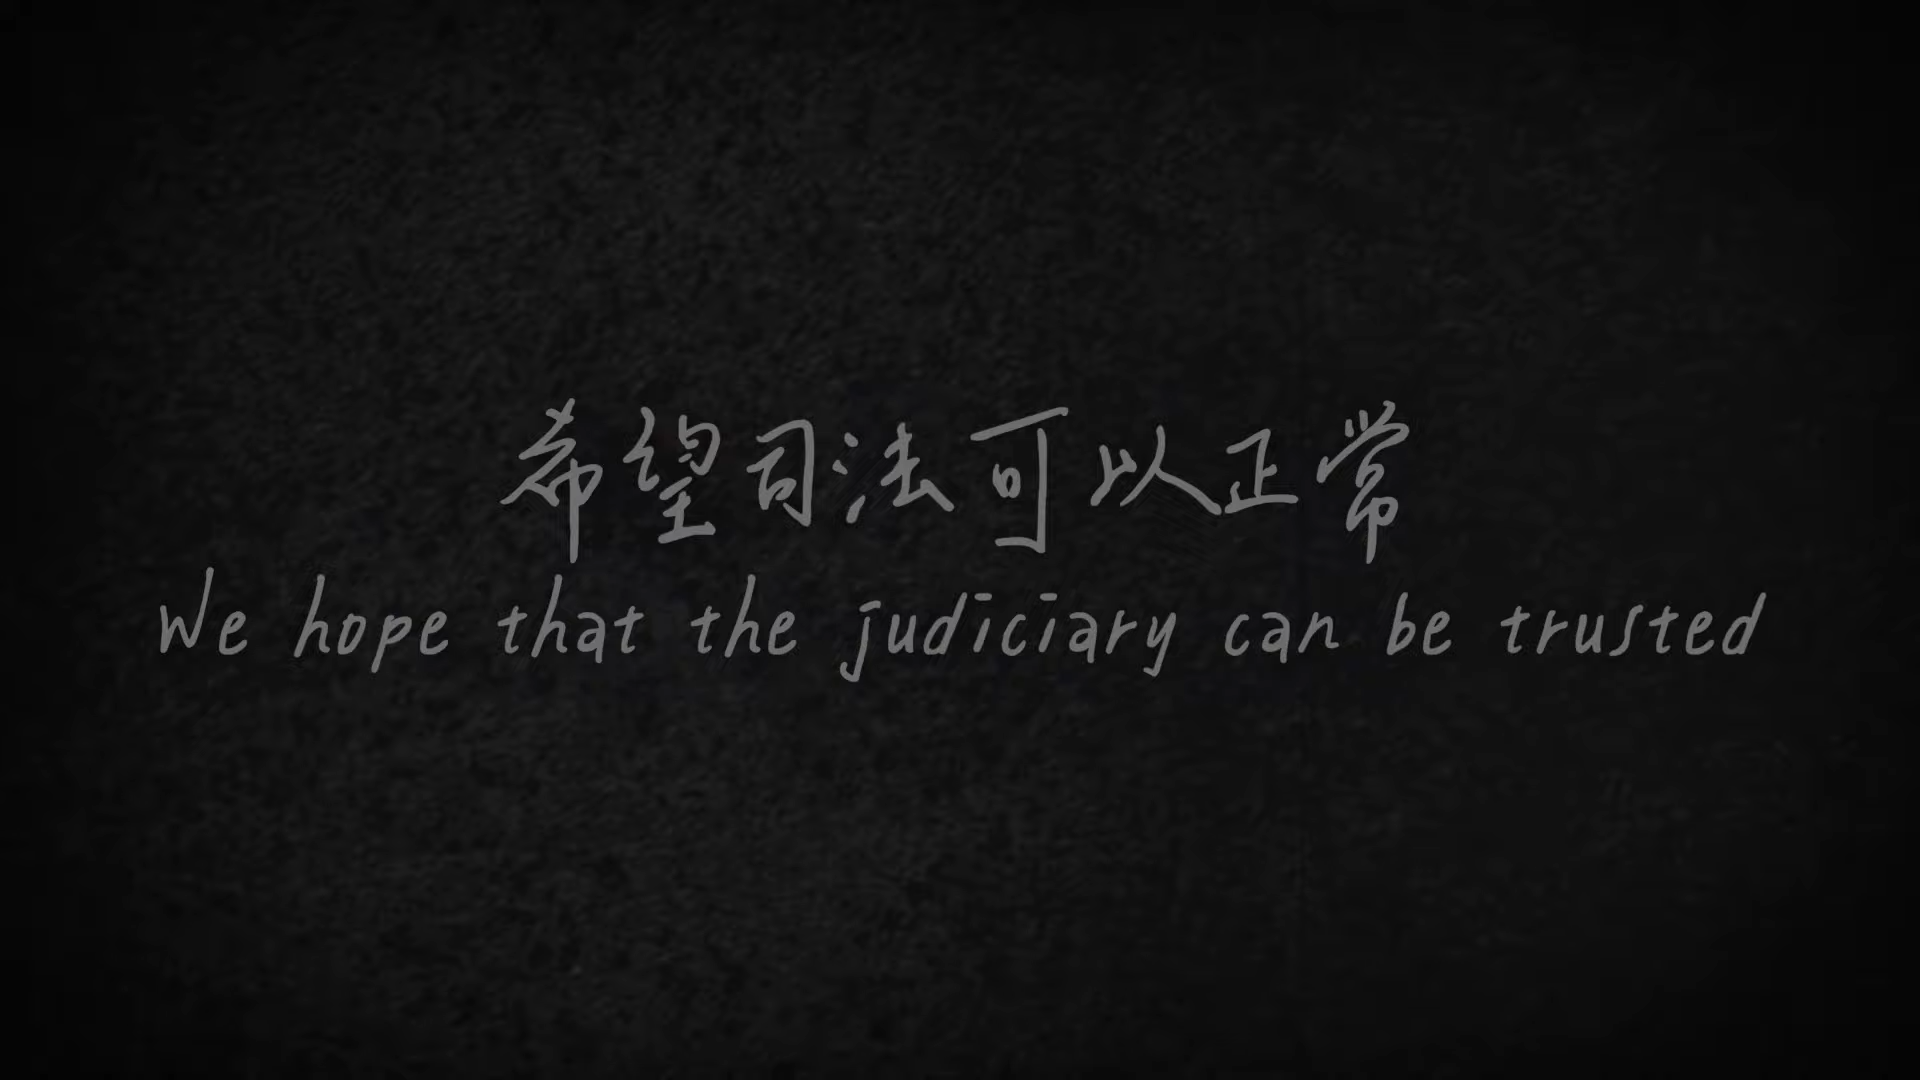 希望司法可以正常
We hope that the judiciary can be trusted